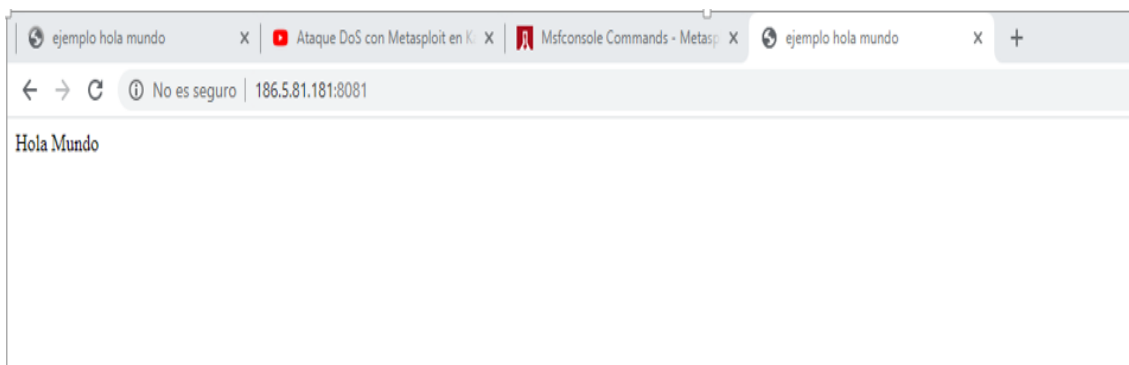 ejemplo hola mundo
Ataque DoS con Metasploit en K
Msfconsole Commands - Metasp
ejemplo hola mundo
No es seguro
186.5.81.181:8081
Hola Mundo